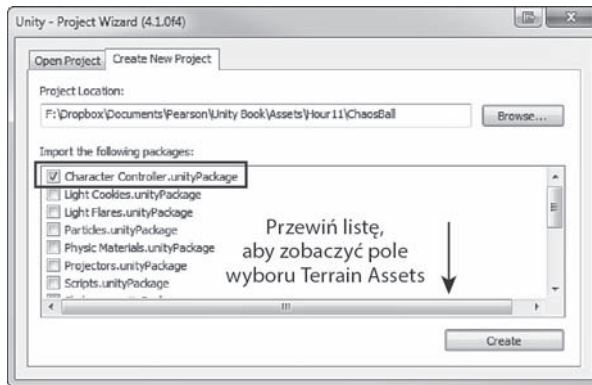 Unity - Project Wizard (4.1.0f4)
Open Project
Create New Project
Project Location:
F:\Dropbox\Documents\Pearson\Unity Book\Assets\Hour11\ChaosBall
Browse...
Import the following packages:
Character Controller.unityPackage
Light Cookies.unityPackage
Light Flares.unityPackage
Particles.unityPackage
Physic Materials.unityPackage
Projectors.unityPackage
Scripts.unityPackage
Przewiń listę,
aby zobaczyć pole
wyboru Terrain Assets
Create